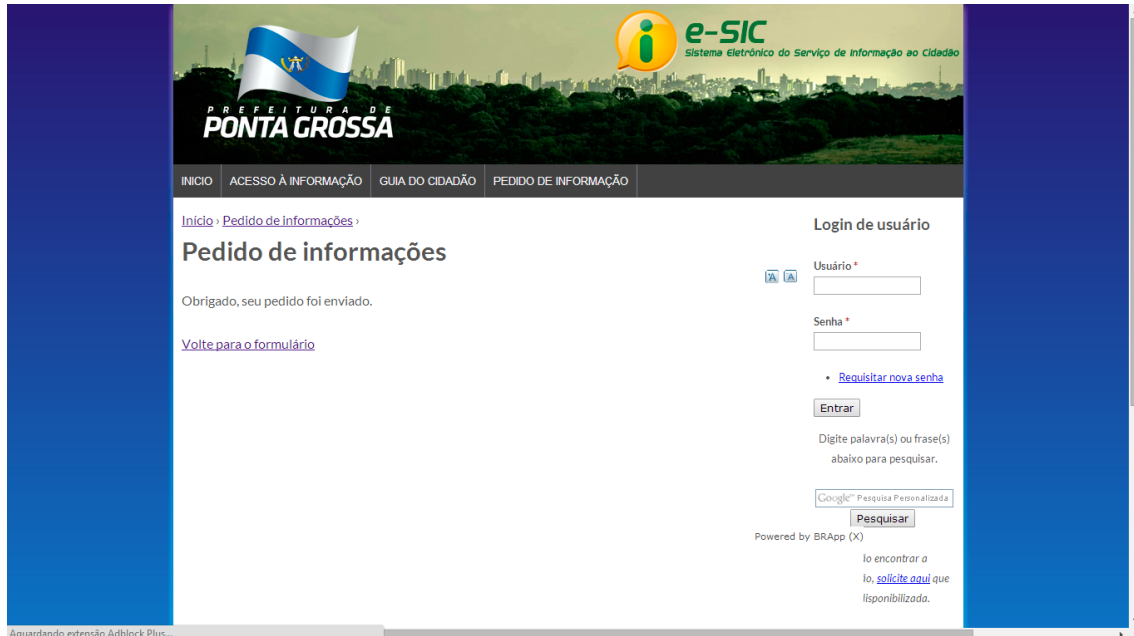 PREFEITURA DE
PONTA GROSSA
e-SIC
Sistema Eletrônico do Serviço de Informação ao Cidadão
INICIO
ACESSO À INFORMAÇÃO
GUIA DO CIDADÃO
PEDIDO DE INFORMAÇÃO
Início › Pedido de informações ›
Pedido de informações
A A
Obrigado, seu pedido foi enviado.
Volte para o formulário
Login de usuário
Usuário *
Senha *
• Requisitar nova senha
Entrar
Digite palavra(s) ou frase(s)
abaixo para pesquisar.
Google™ Pesquisa Personalizada
Pesquisar
Powered by BRApp (X)
lo encontrar a
lo, solicite aqui que
lisponibilizada.
Aguardando extensão Adblock Plus...